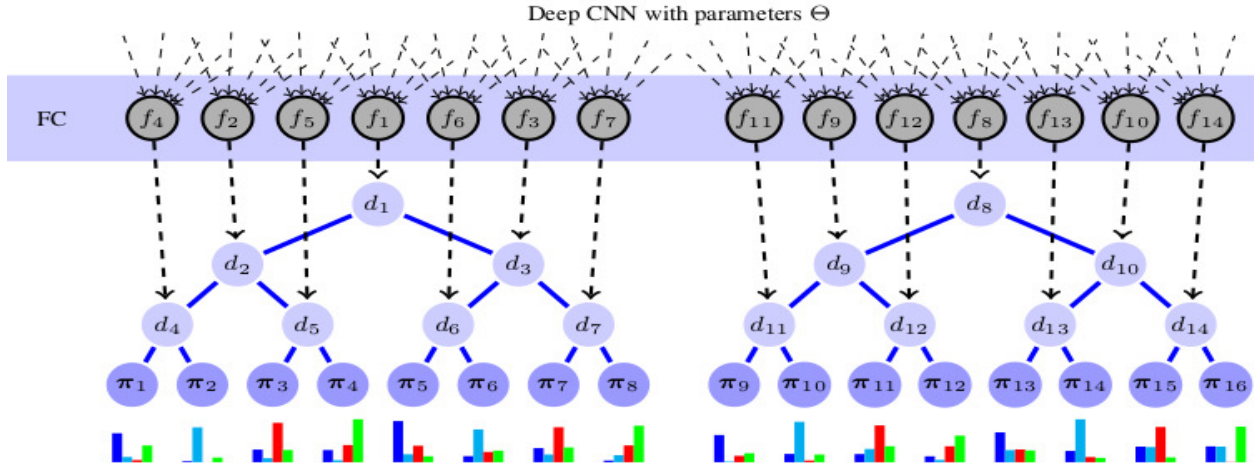 Deep CNN with parameters Θ
FC f₄ f₂ f₅ f₁ f₆ f₃ f₇ f₁₁ f₉ f₁₂ f₈ f₁₃ f₁₀ f₁₄
d₁ d₈
d₂ d₃ d₉ d₁₀
d₄ d₅ d₆ d₇ d₁₁ d₁₂ d₁₃ d₁₄
π₁ π₂ π₃ π₄ π₅ π₆ π₇ π₈ π₉ π₁₀ π₁₁ π₁₂ π₁₃ π₁₄ π₁₅ π₁₆